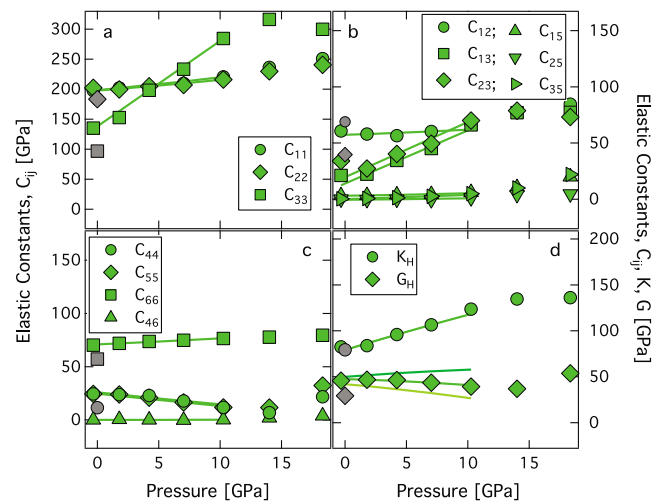 a
300
250
200
150
100
50
0
C11
C22
C33
b
C12; C15
C13; C25
C23; C35
150
100
50
0
Elastic Constants, Cij [GPa]
Elastic Constants, Cij, K, G [GPa]
c
C44
C55
C66
C46
150
100
50
0
0 5 10 15
Pressure [GPa]
d
KH
GH
200
150
100
50
0
0 5 10 15
Pressure [GPa]